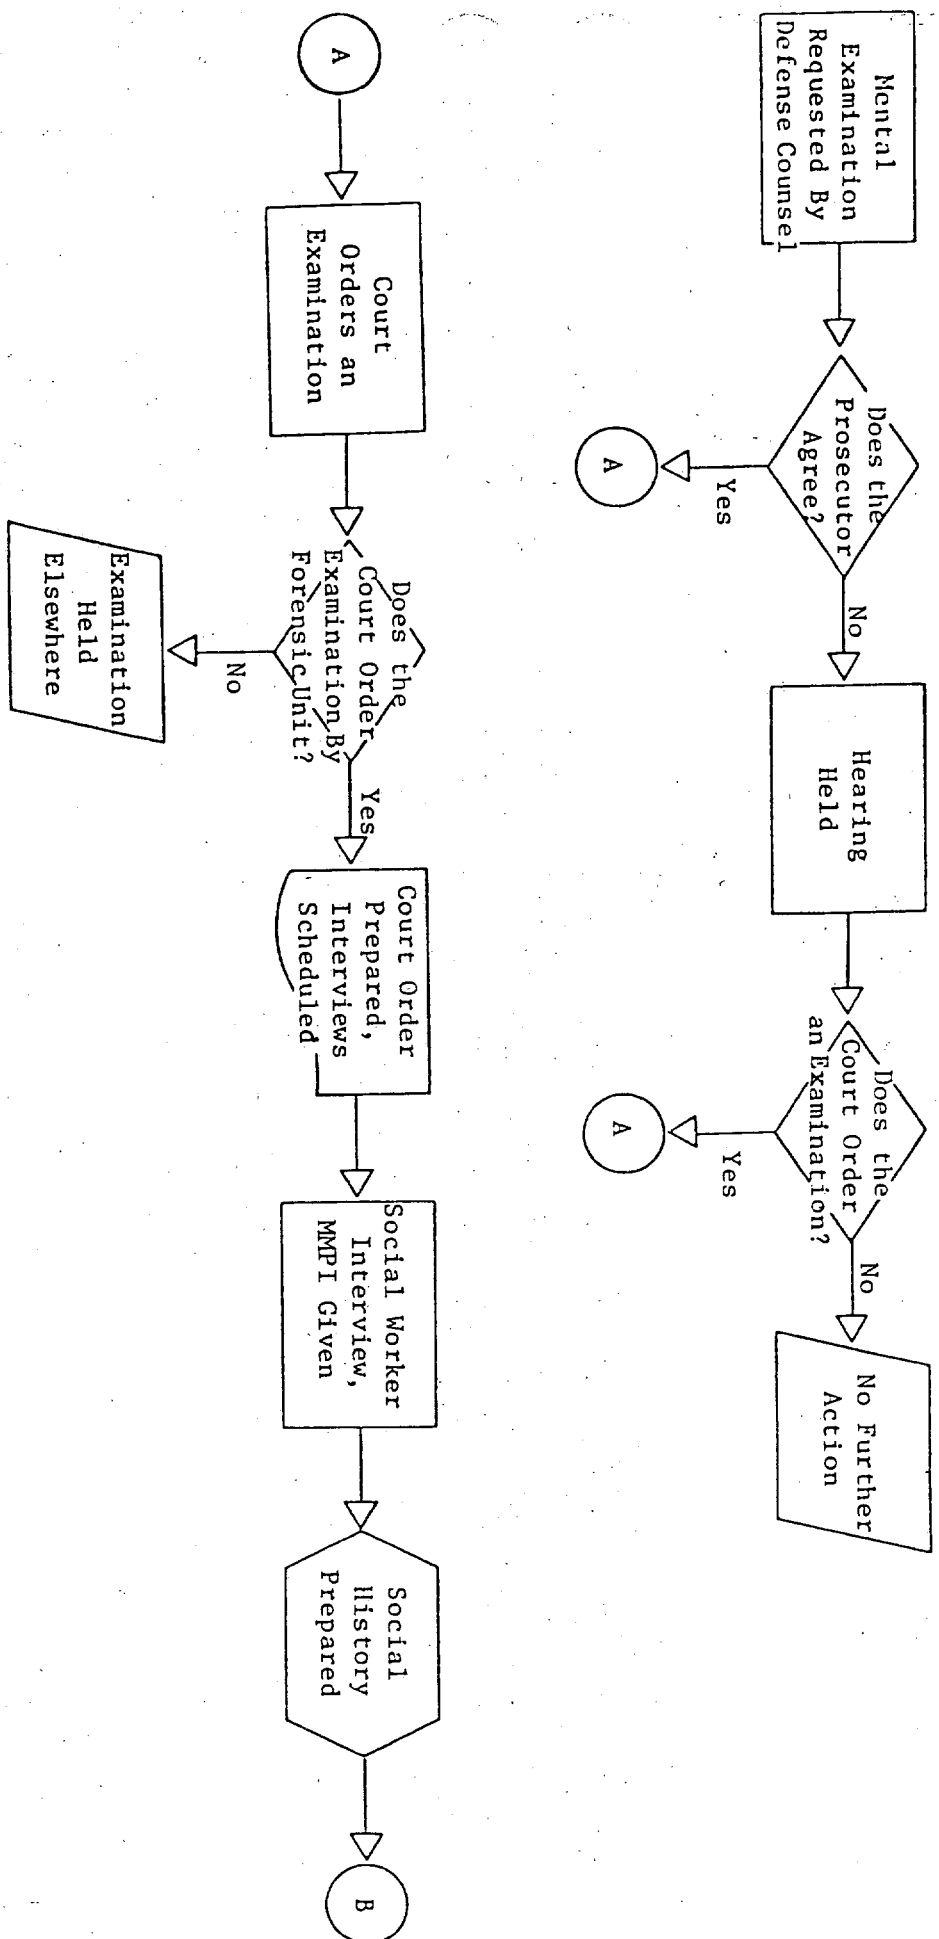 Mental
Examination
Requested By
Defense Counsel
Does the
Prosecutor
Agree?
Yes
A
No
Hearing
Held
Does the
Court Order
an Examination?
Yes
A
No
No Further
Action
A
Court
Orders an
Examination
Does the
Court Order
Examination By
Forensic Unit?
No
Examination
Held
Elsewhere
Yes
Court Order
Prepared,
Interviews
Scheduled
Social Worker
Interview,
MMPI Given
Social
History
Prepared
B